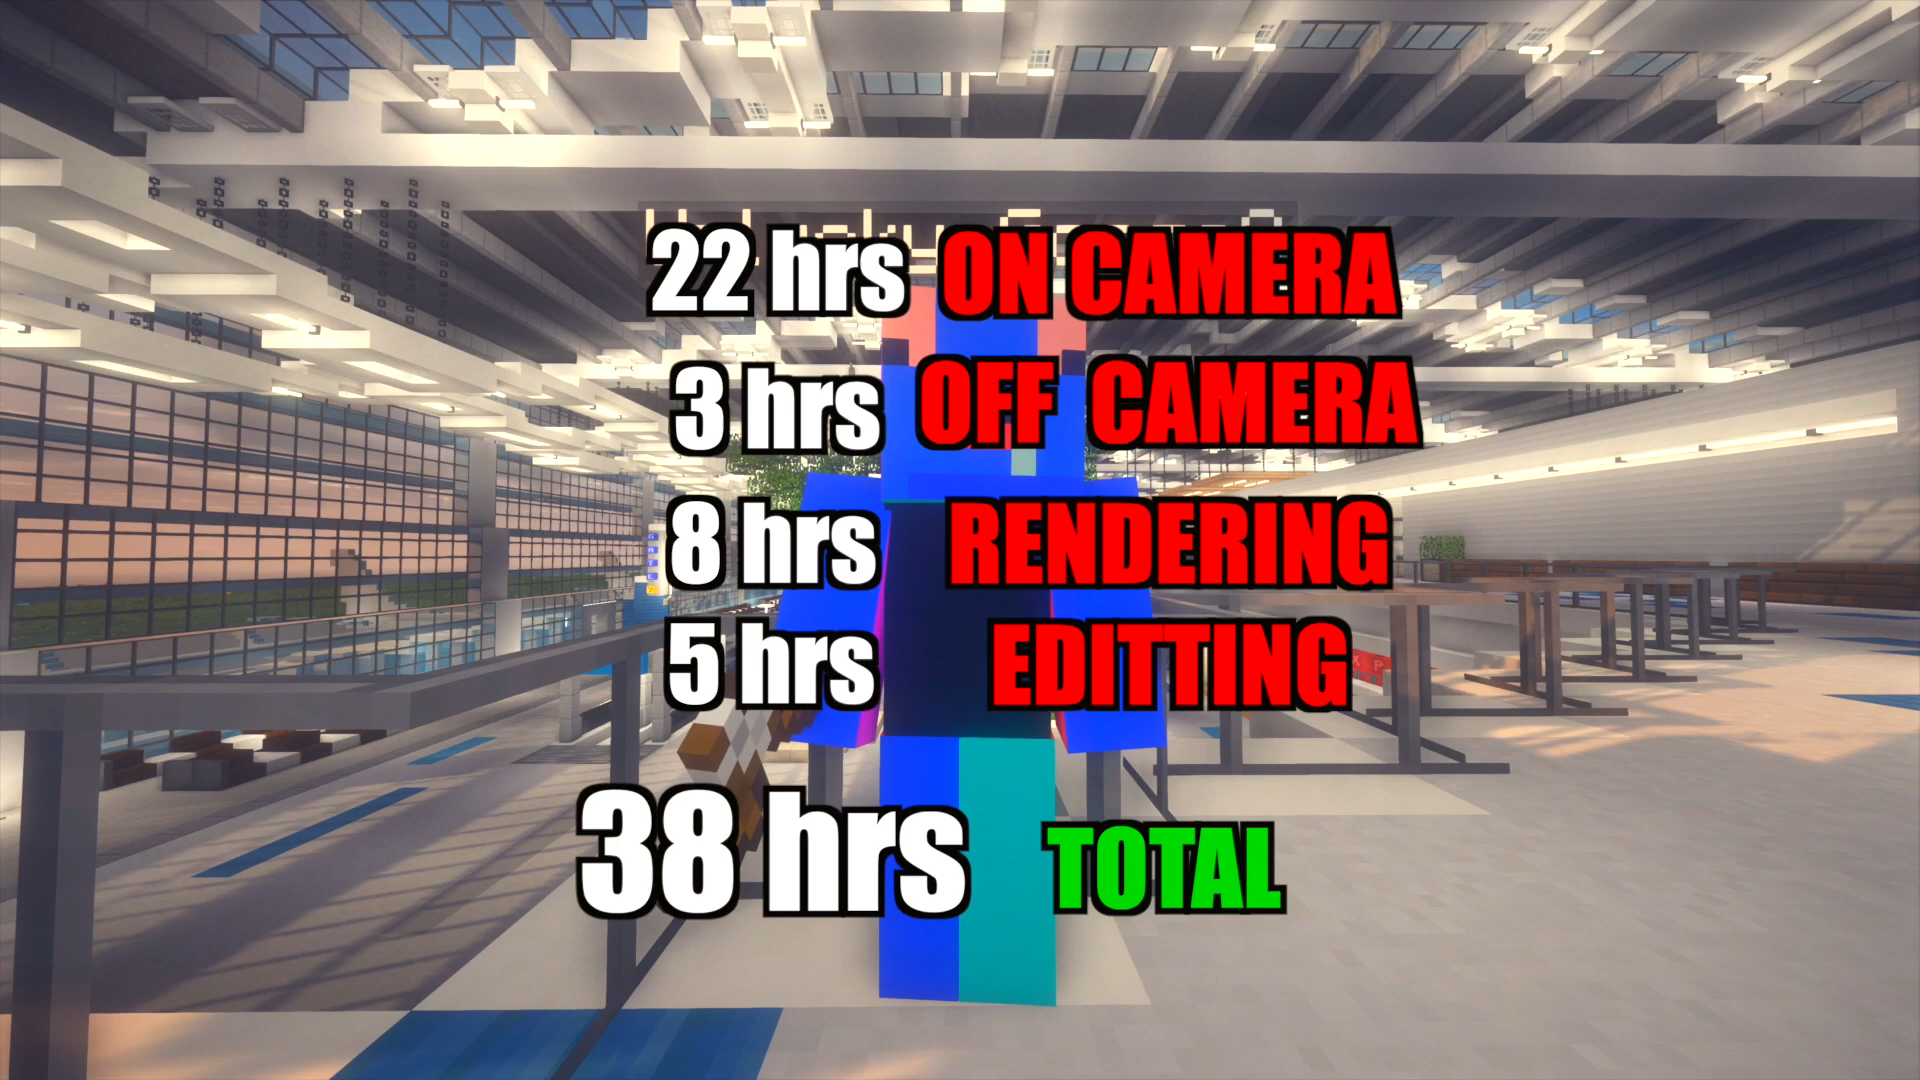 22 hrs ON CAMERA
3 hrs OFF CAMERA
8 hrs RENDERING
5 hrs EDITTING
38 hrs TOTAL